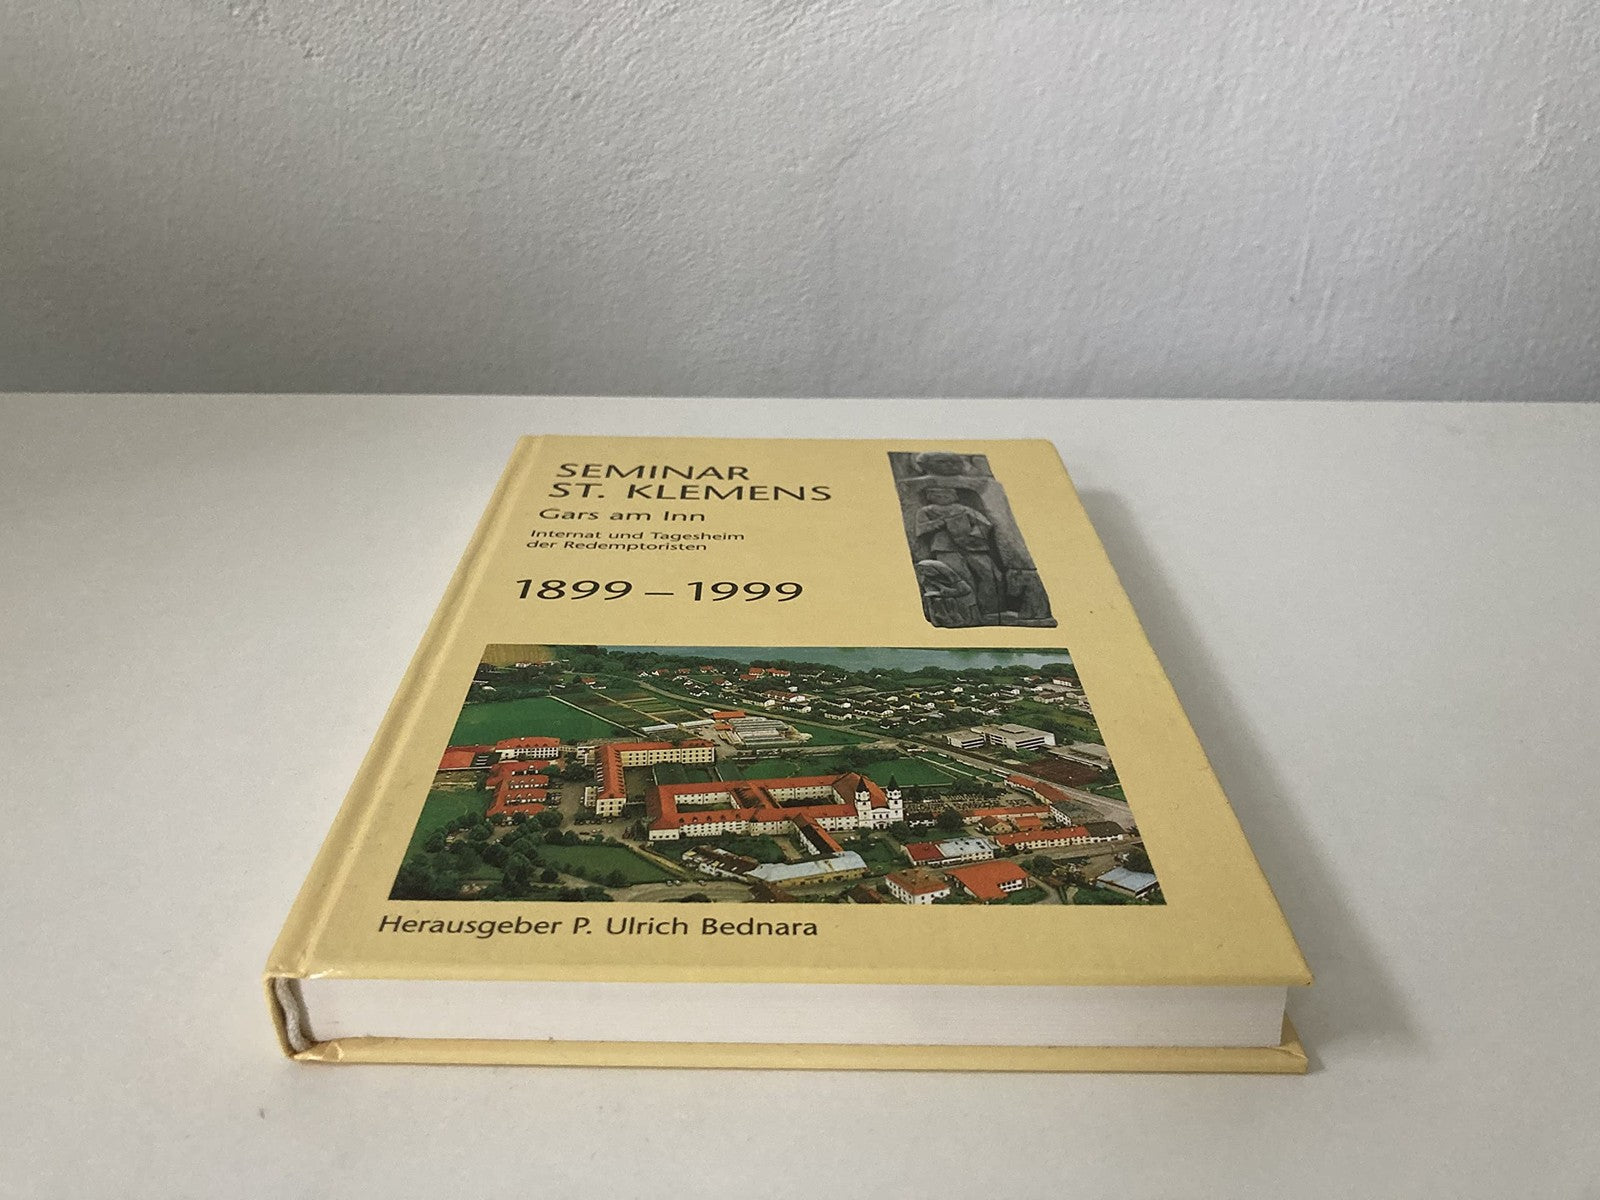 SEMINAR
ST. KLEMENS
Gars am Inn
Internat und Tagesheim
der Redemptoristen
1899 – 1999
Herausgeber P. Ulrich Bednara